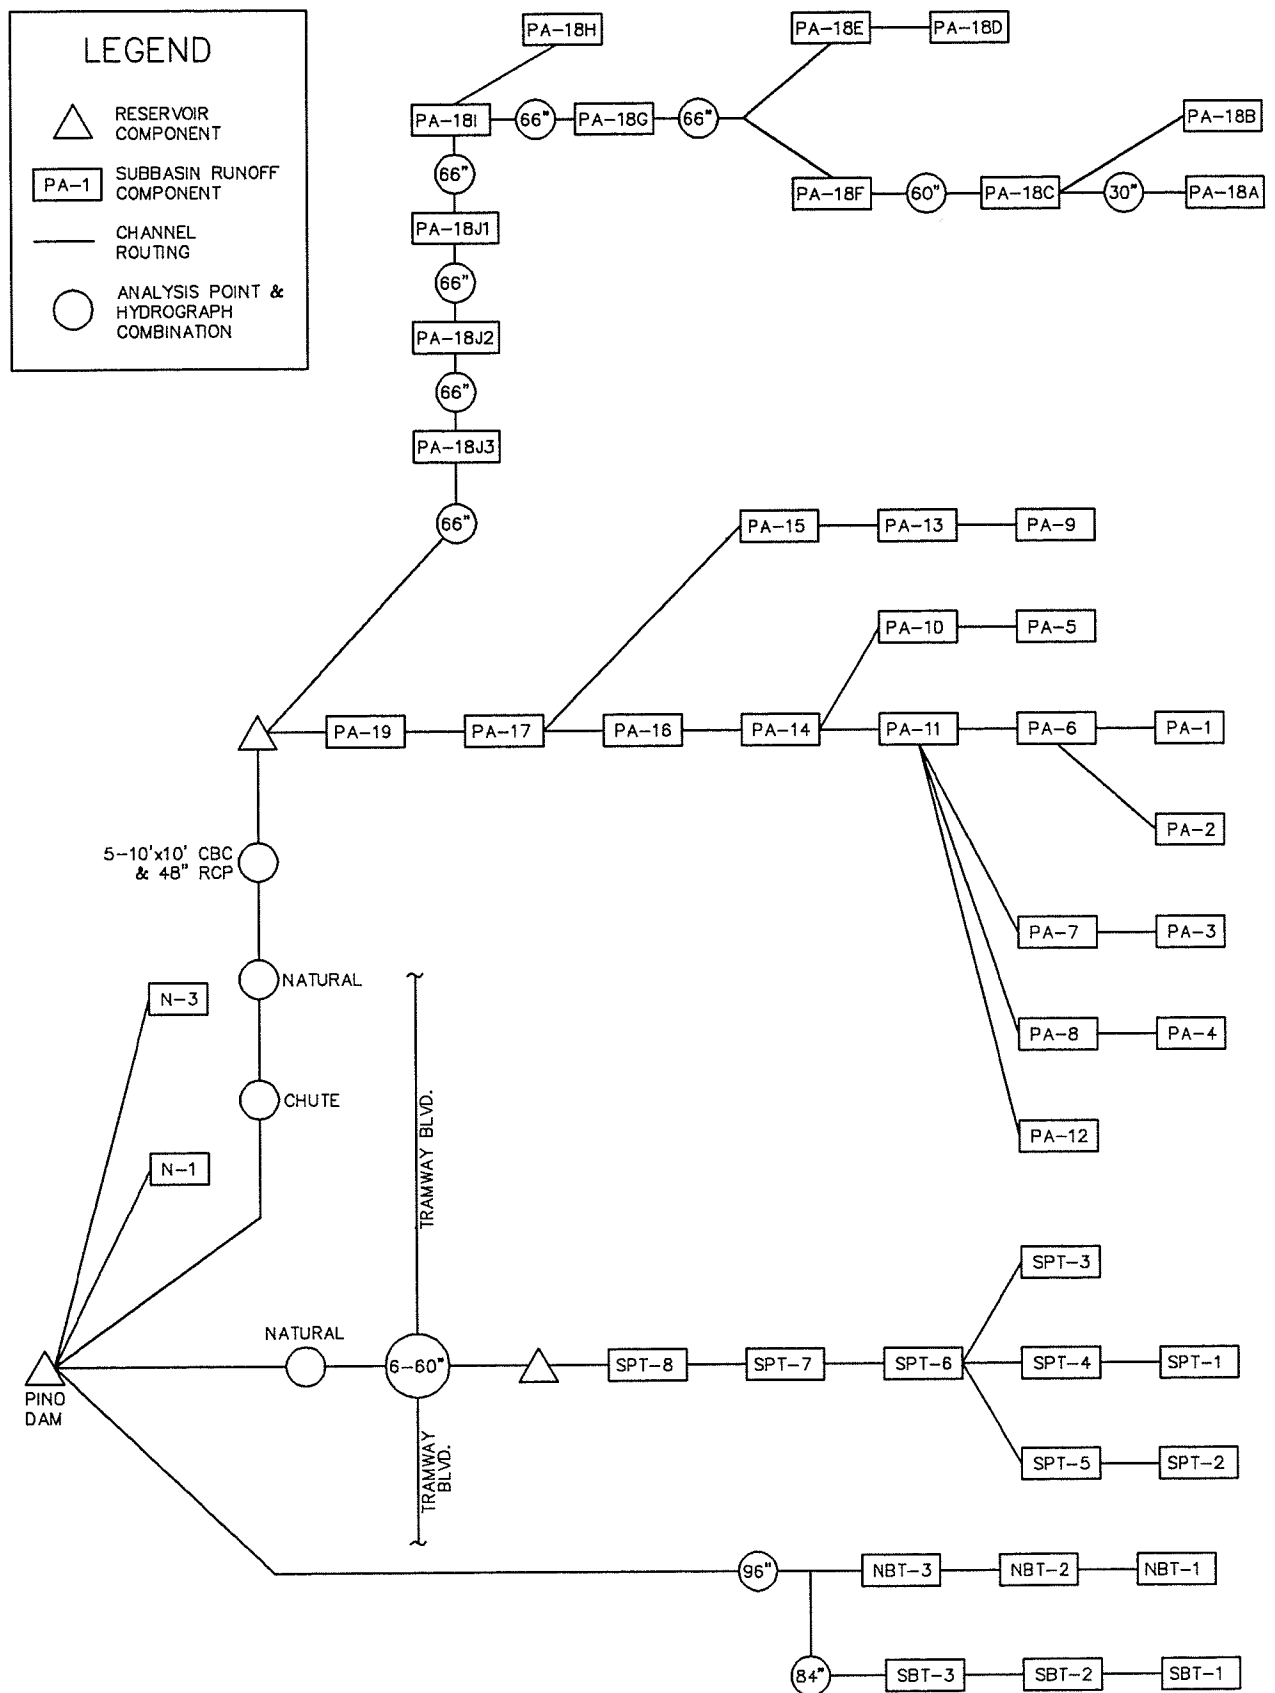 LEGEND
RESERVOIR
COMPONENT
PA-1
SUBBASIN RUNOFF
COMPONENT
CHANNEL
ROUTING
ANALYSIS POINT &
HYDROGRAPH
COMBINATION
PA-18H
PA-18E
PA-18D
PA-18I
66"
PA-18G
66"
PA-18B
66"
PA-18F
60"
PA-18C
30"
PA-18A
PA-18J1
66"
PA-18J2
66"
PA-18J3
66"
PA-15
PA-13
PA-9
PA-10
PA-5
PA-19
PA-17
PA-16
PA-14
PA-11
PA-6
PA-1
PA-2
5-10'x10' CBC
& 48" RCP
PA-7
PA-3
NATURAL
N-3
PA-8
PA-4
CHUTE
TRAMWAY BLVD.
PA-12
N-1
SPT-3
NATURAL
6-60"
SPT-8
SPT-7
SPT-6
SPT-4
SPT-1
PINO
DAM
TRAMWAY
BLVD.
SPT-5
SPT-2
96"
NBT-3
NBT-2
NBT-1
84"
SBT-3
SBT-2
SBT-1